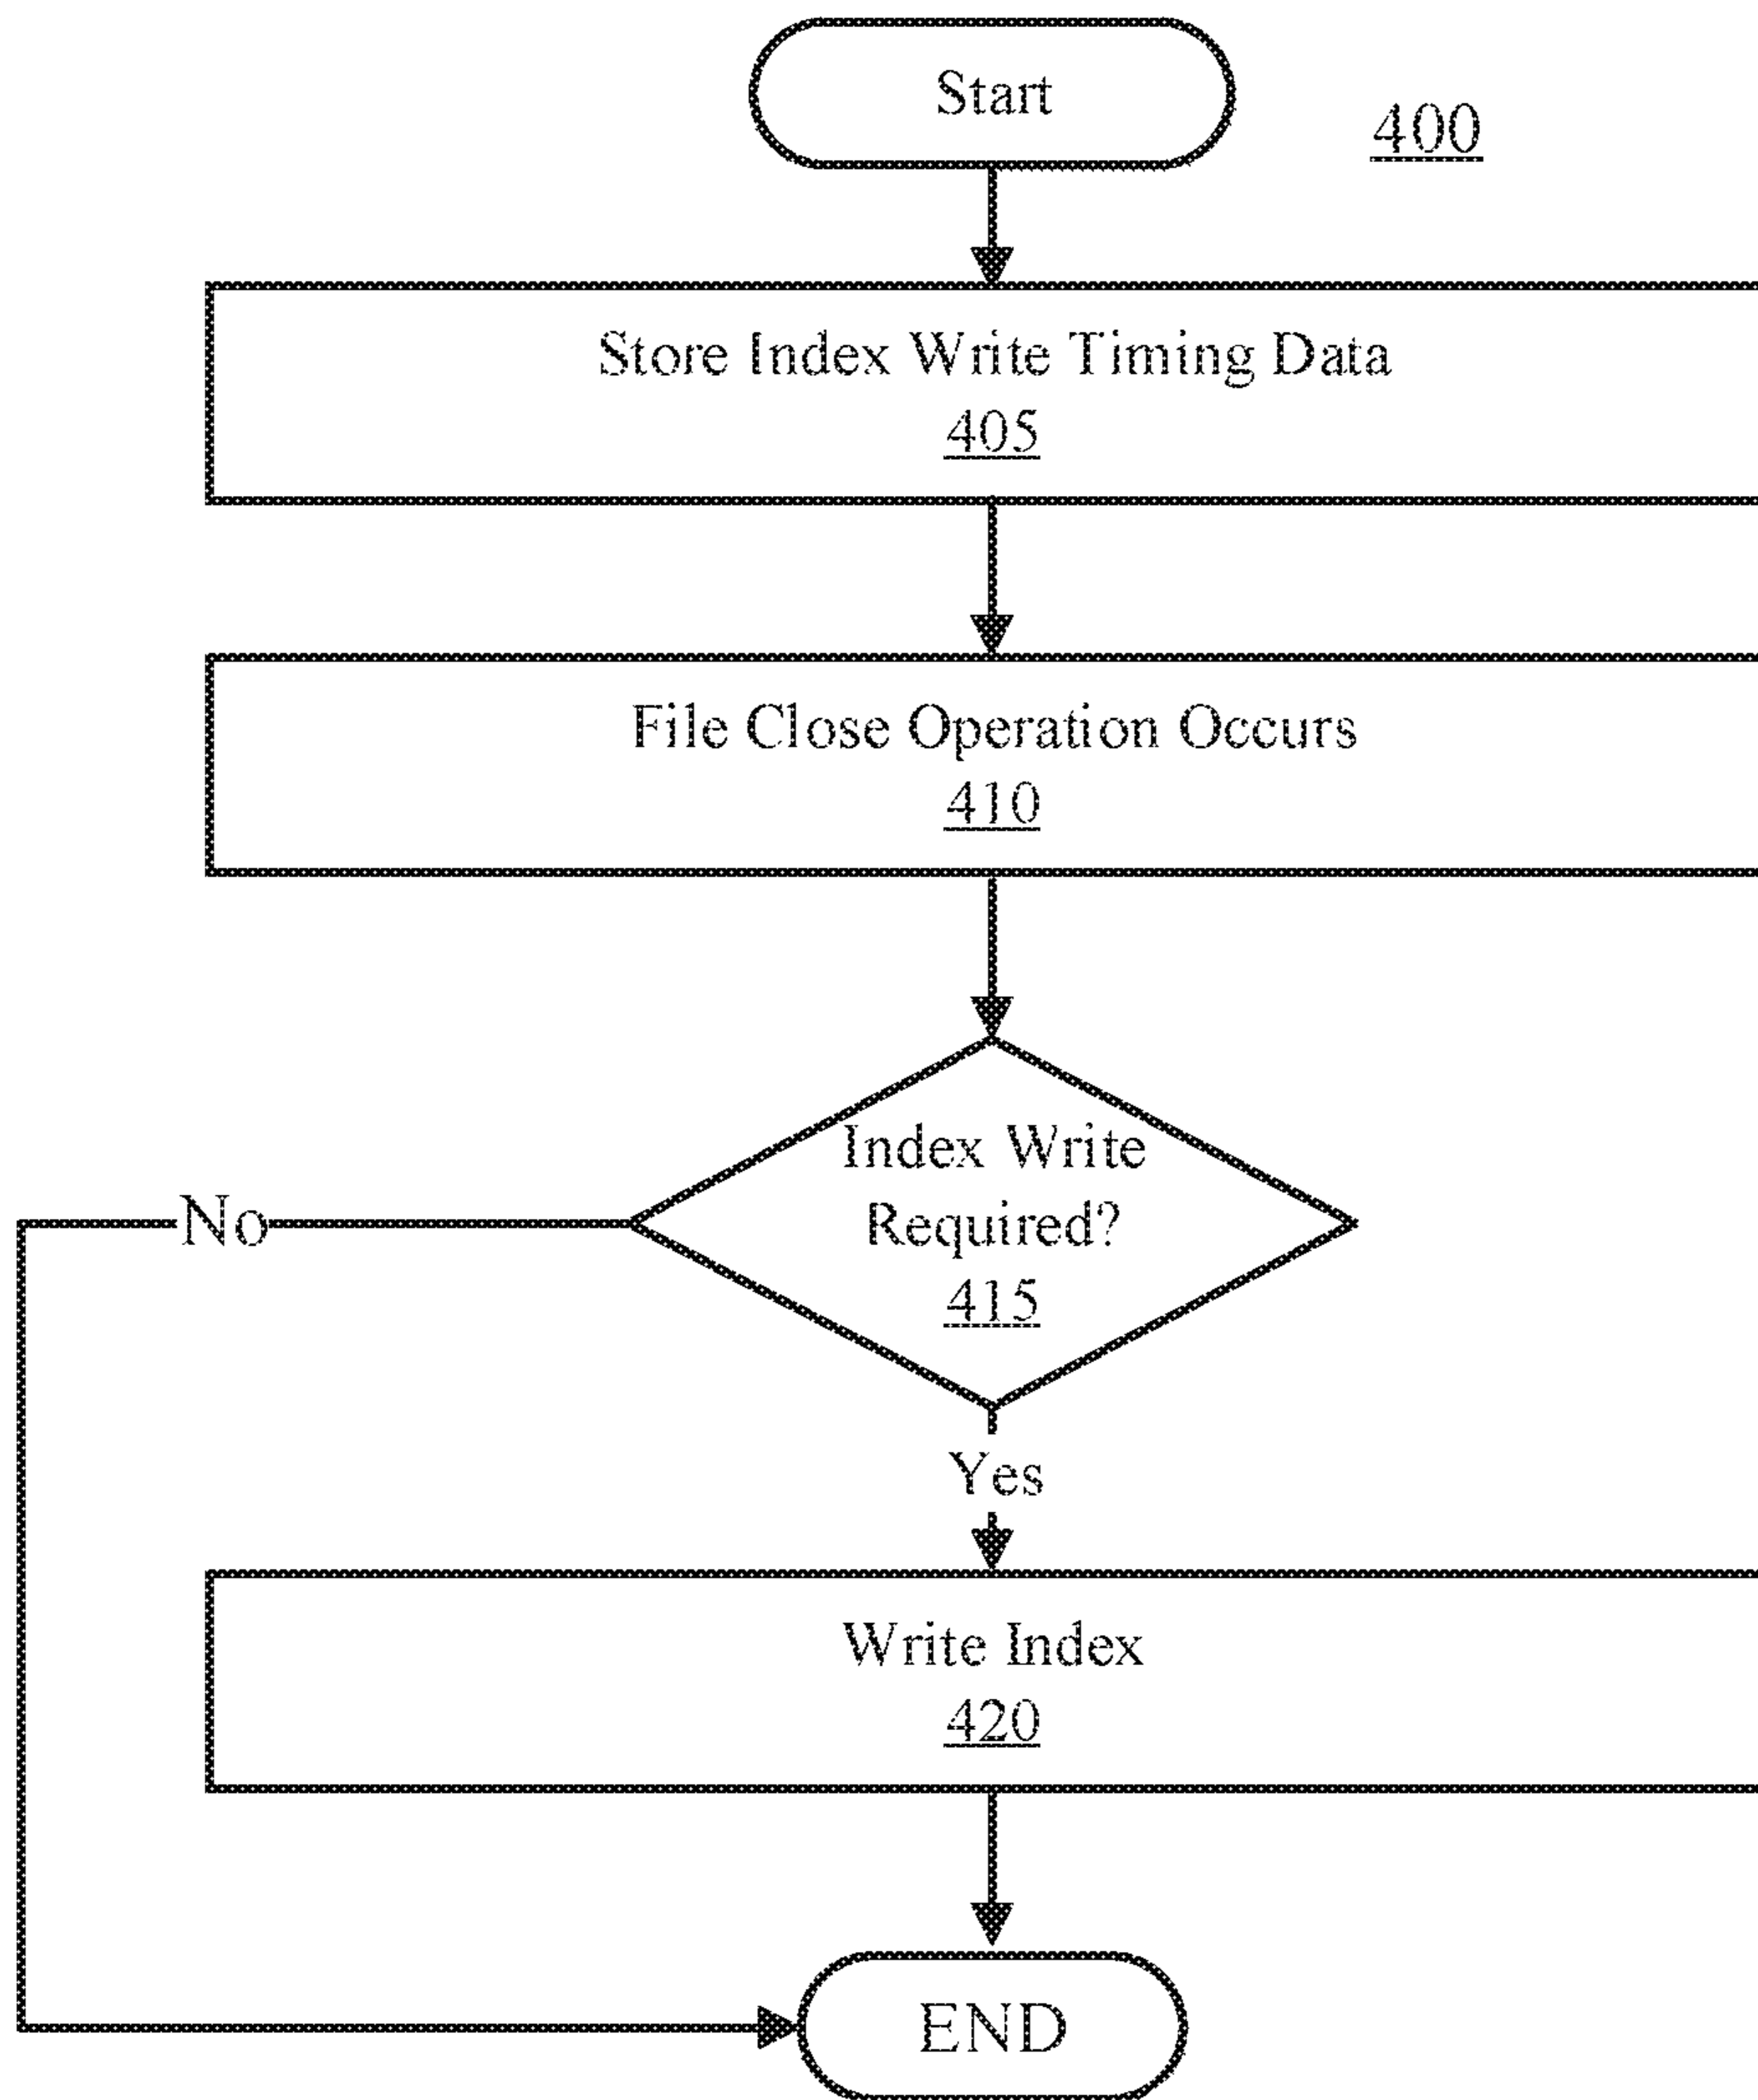 Start
400
Store Index Write Timing Data
405
File Close Operation Occurs
410
Index Write
Required?
415
No
Yes
Write Index
420
END